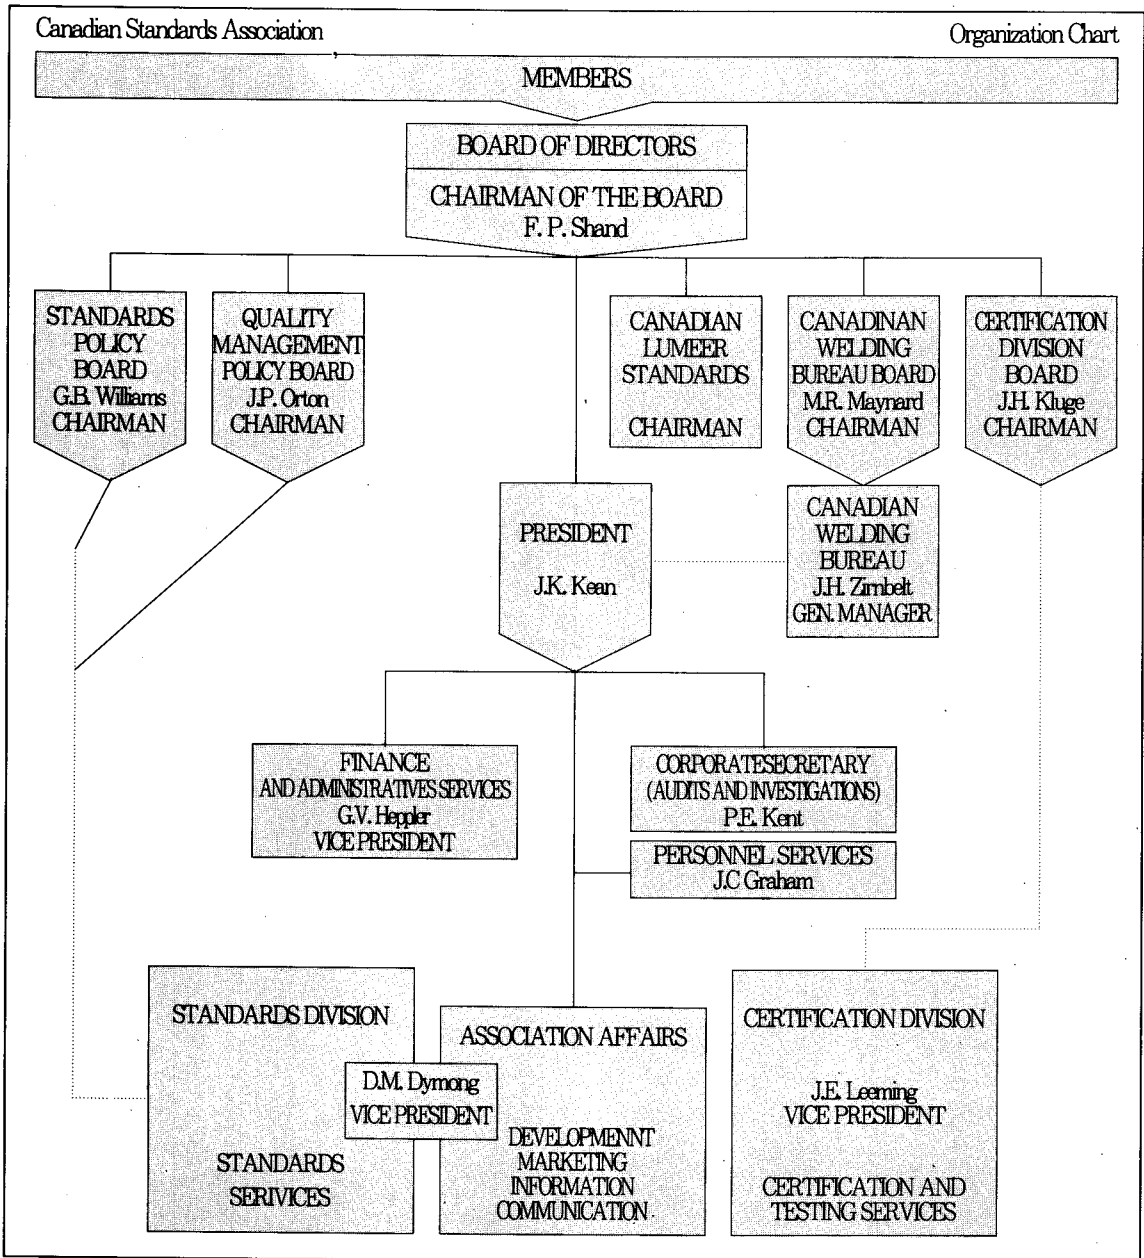 Canadian Standards Association
Organization Chart
MEMBERS
BOARD OF DIRECTORS
CHAIRMAN OF THE BOARD
F. P. Shand
STANDARDS
POLICY
BOARD
G.B. Williams
CHAIRMAN
QUALITY
MANAGEMENT
POLICY BOARD
J.P. Orton
CHAIRMAN
CANADIAN
LUMEER
STANDARDS
CHAIRMAN
CANADINAN
WELDING
BUREAU BOARD
M.R. Maynard
CHAIRMAN
CERTIFICATION
DIVISION
BOARD
J.H. Kluge
CHAIRMAN
PRESIDENT
J.K. Kean
CANADIAN
WELDING
BUREAU
J.H. Zimbelt
GEN. MANAGER
FINANCE
AND ADMINISTRATIVES SERVICES
G.V. Heppler
VICE PRESIDENT
CORPORATESECRETARY
(AUDITS AND INVESTIGATIONS)
P.E. Kent
PERSONNEL SERVICES
J.C Graham
STANDARDS DIVISION
STANDARDS
SERIVICES
D.M. Dymong
VICE PRESIDENT
ASSOCIATION AFFAIRS
DEVELOPMENNT
MARKETING
INFORMATION
COMMUNICATION
CERTIFICATION DIVISION
J.E. Leeming
VICE PRESIDENT
CERTIFICATION AND
TESTING SERVICES